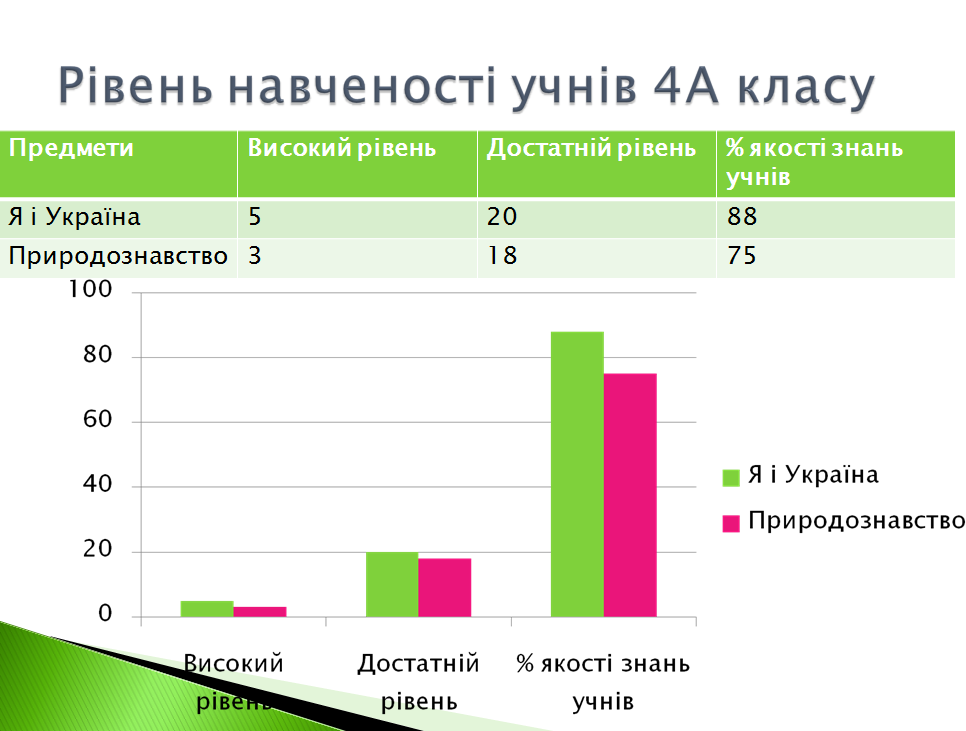 Рівень навченості учнів 4А класу
Предмети Високий рівень Достатній рівень % якості знань
учнів
Я і Україна 5 20 88
Природознавство 3 18 75
100
80
60
40
20
0
Я і Україна
Природознавство
Високий Достатній % якості знань
рівень рівень учнів